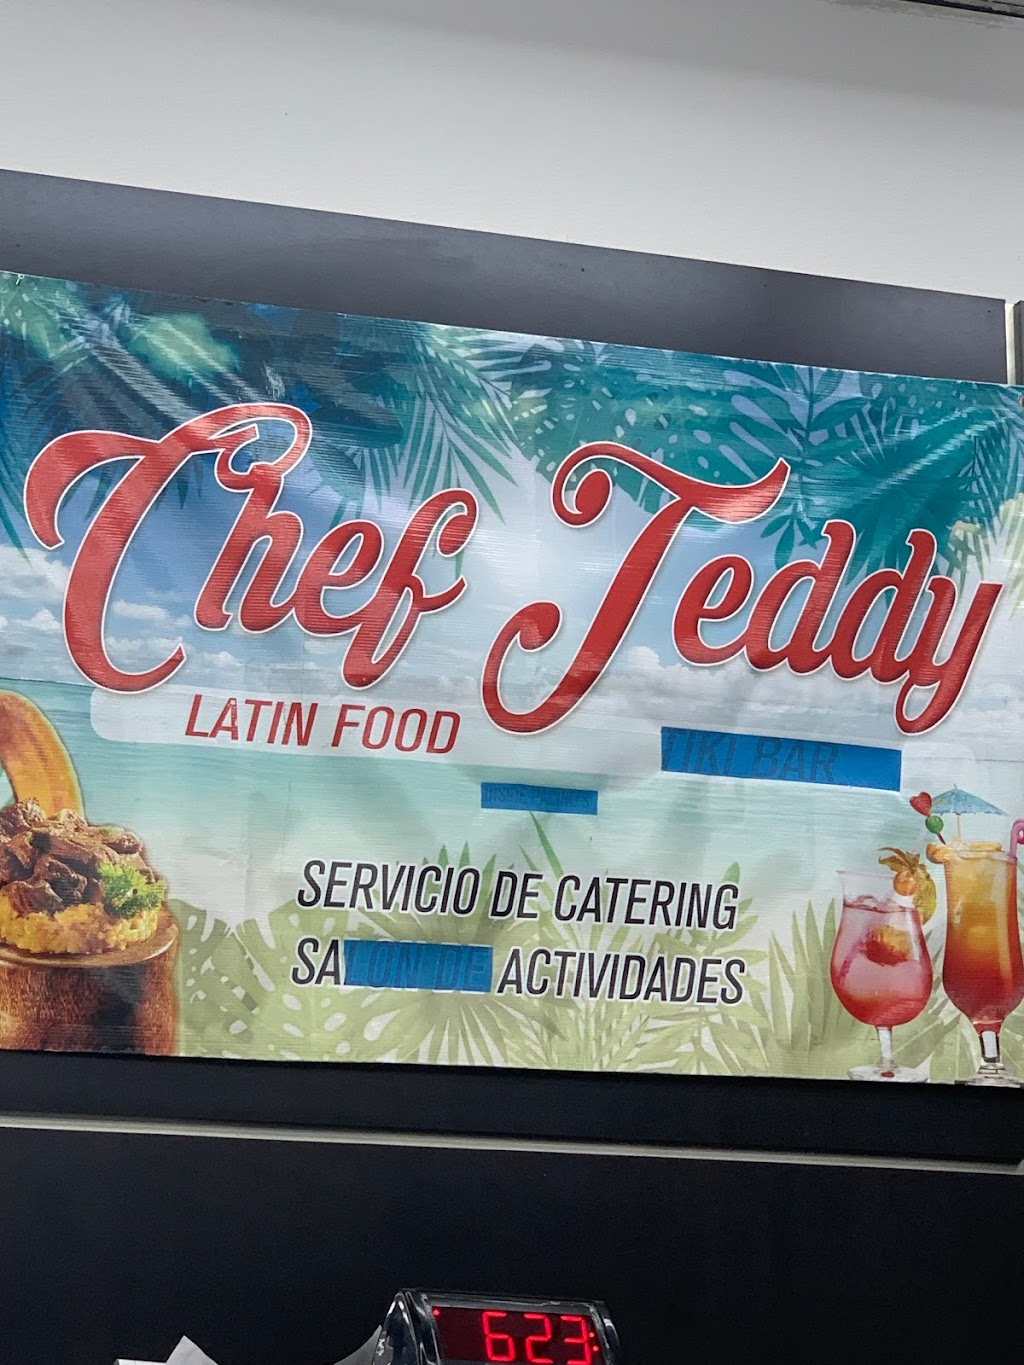 Chef Teddy
LATIN FOOD
TIKI BAR
SERVICIO DE CATERING
SALON DE ACTIVIDADES
623